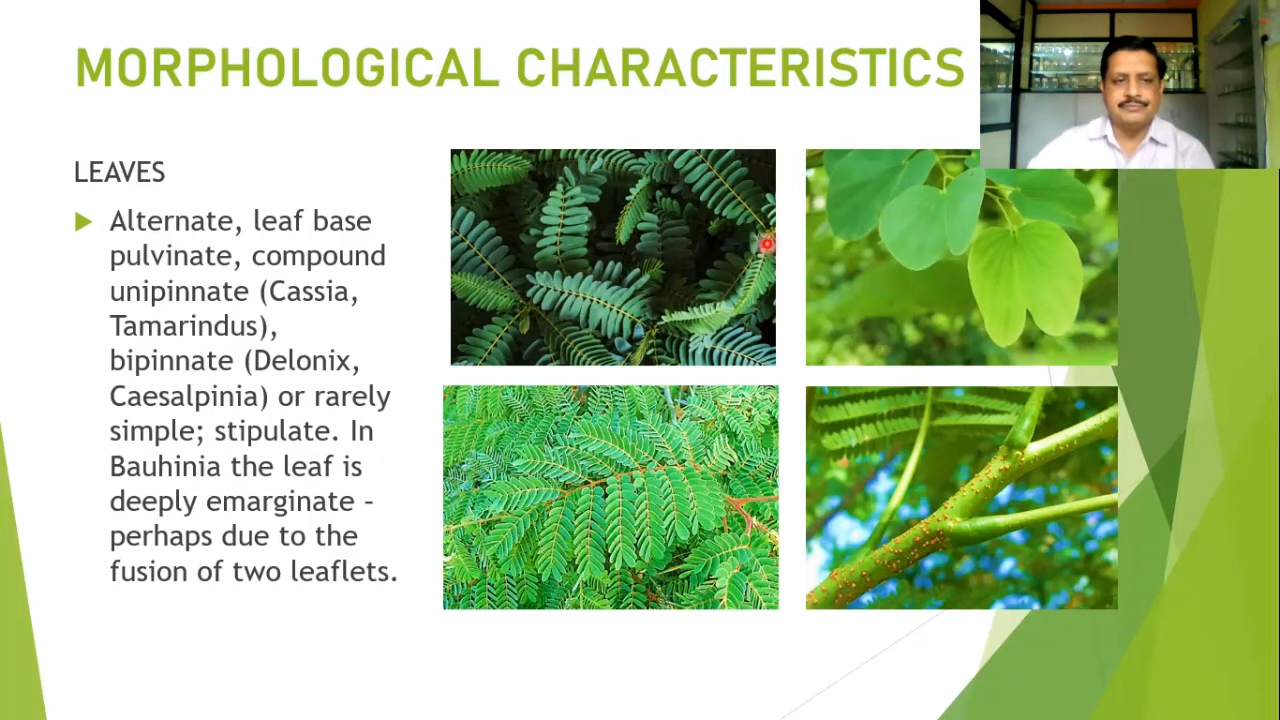 MORPHOLOGICAL CHARACTERISTICS
LEAVES
Alternate, leaf base
pulvinate, compound
unipinnate (Cassia,
Tamarindus),
bipinnate (Delonix,
Caesalpinia) or rarely
simple; stipulate. In
Bauhinia the leaf is
deeply emarginate –
perhaps due to the
fusion of two leaflets.